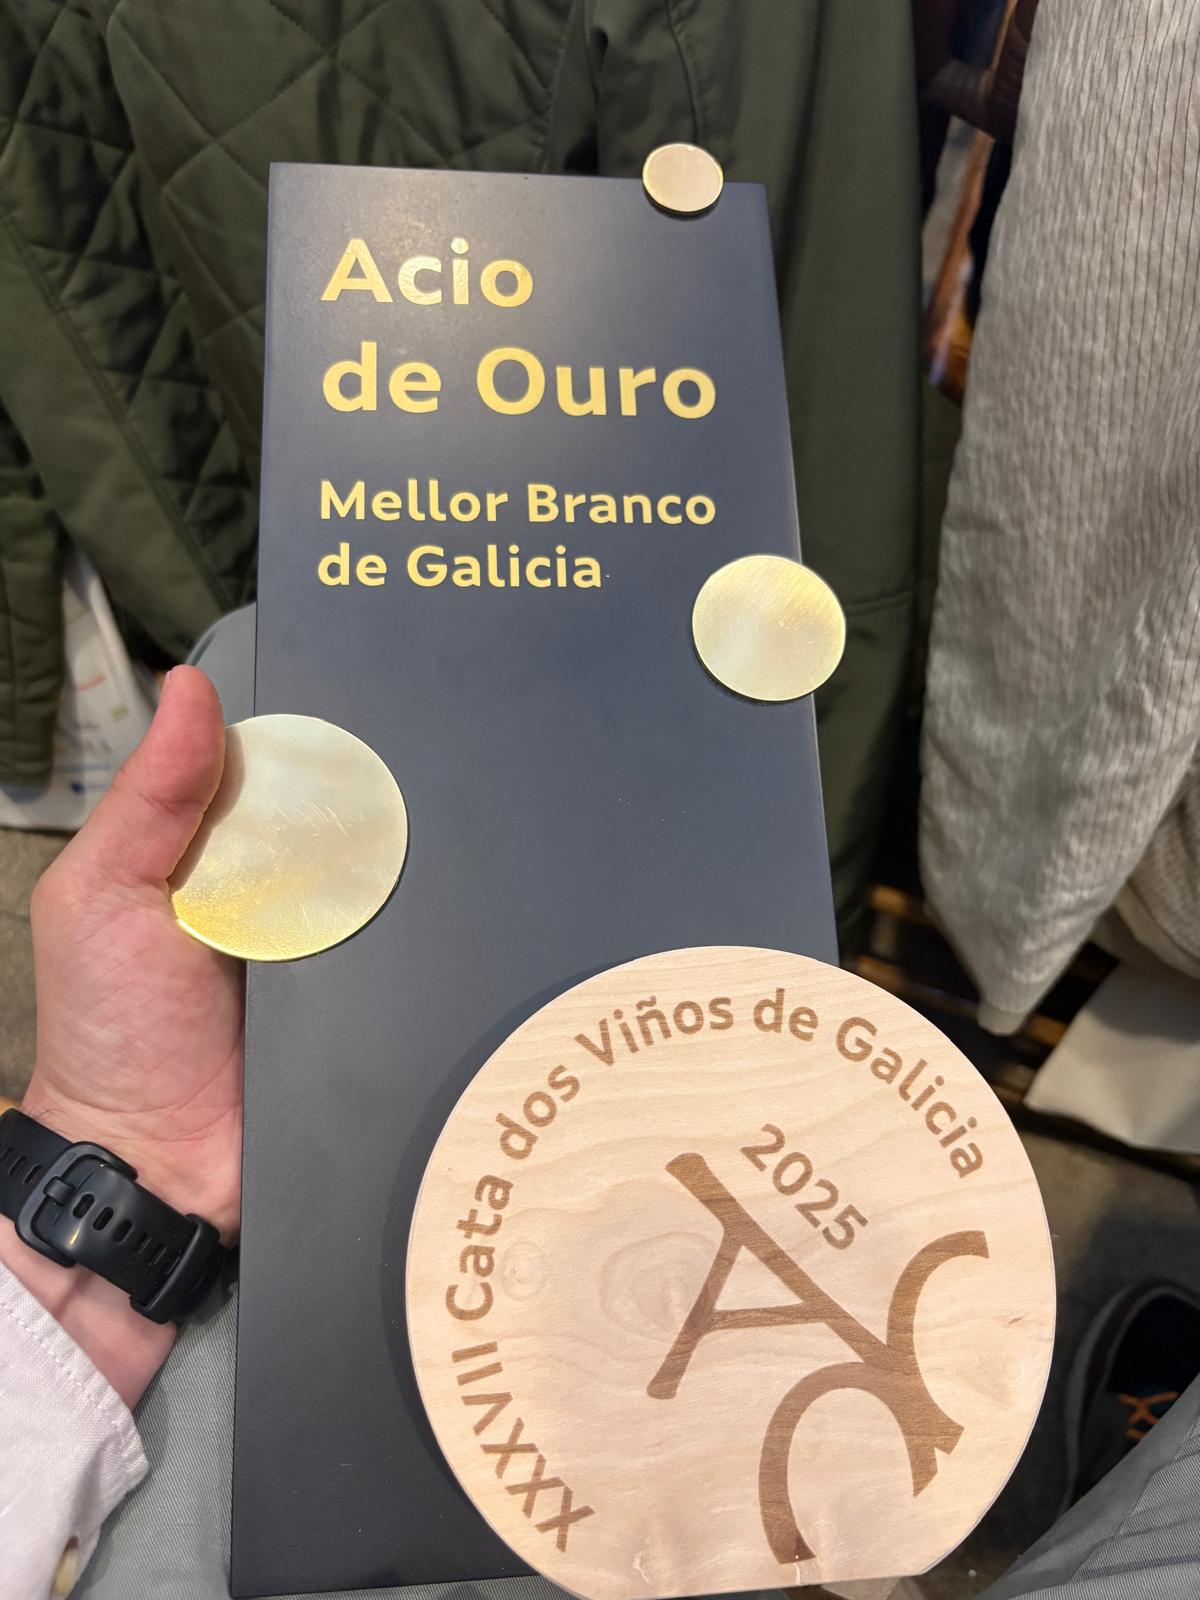 Acio
de Ouro
Mellor Branco
de Galicia
XXXVII Cata dos Viños de Galicia
2025